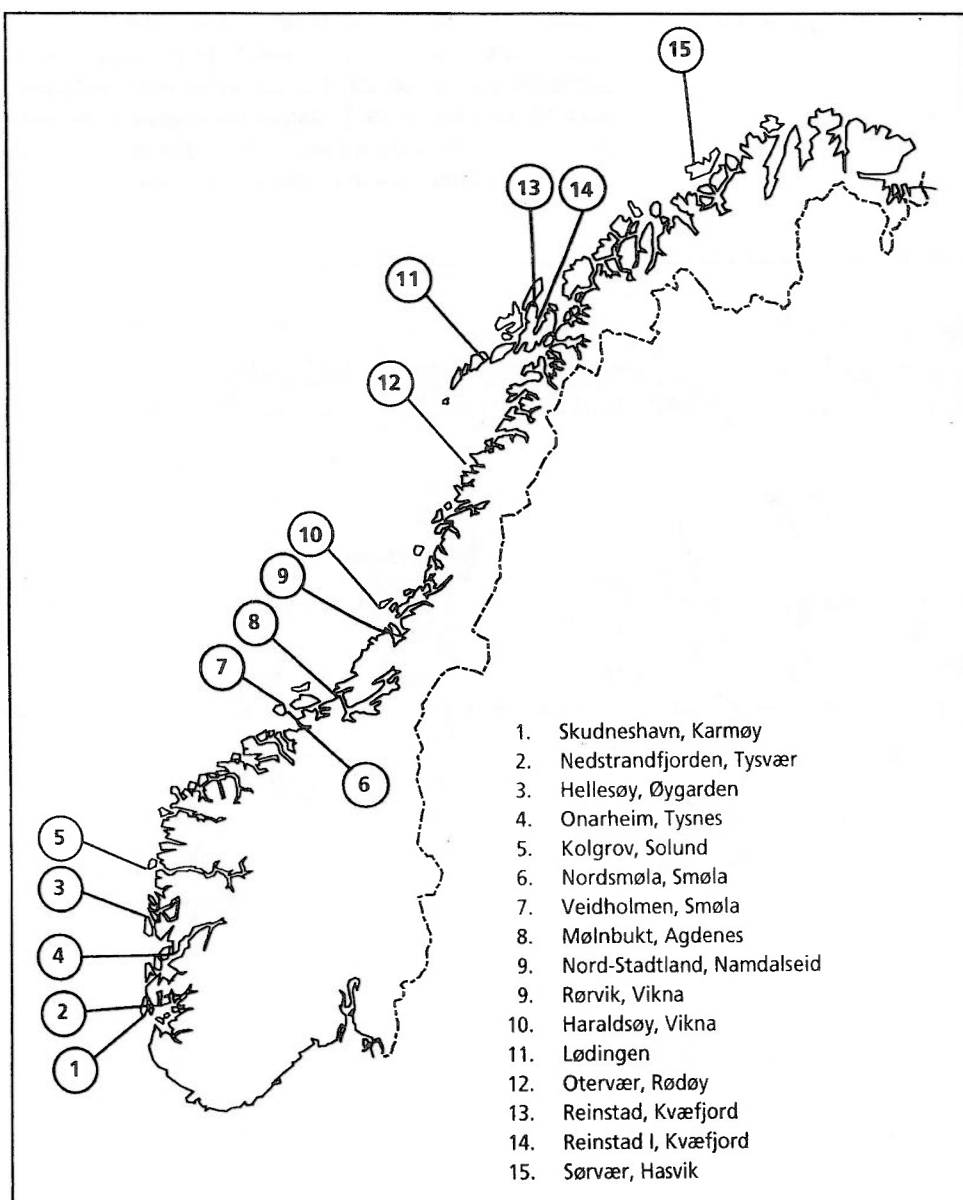 15
13
14
11
12
10
9
8
7
6
5
3
4
2
1
1. Skudneshavn, Karmøy
2. Nedstrandfjorden, Tysvær
3. Hellesøy, Øygarden
4. Onarheim, Tysnes
5. Kolgrov, Solund
6. Nordsmøla, Smøla
7. Veidholmen, Smøla
8. Mølnbukt, Agdenes
9. Nord-Stadtland, Namdalseid
9. Rørvik, Vikna
10. Haraldsøy, Vikna
11. Lødingen
12. Otervær, Rødøy
13. Reinstad, Kvæfjord
14. Reinstad I, Kvæfjord
15. Sørvær, Hasvik